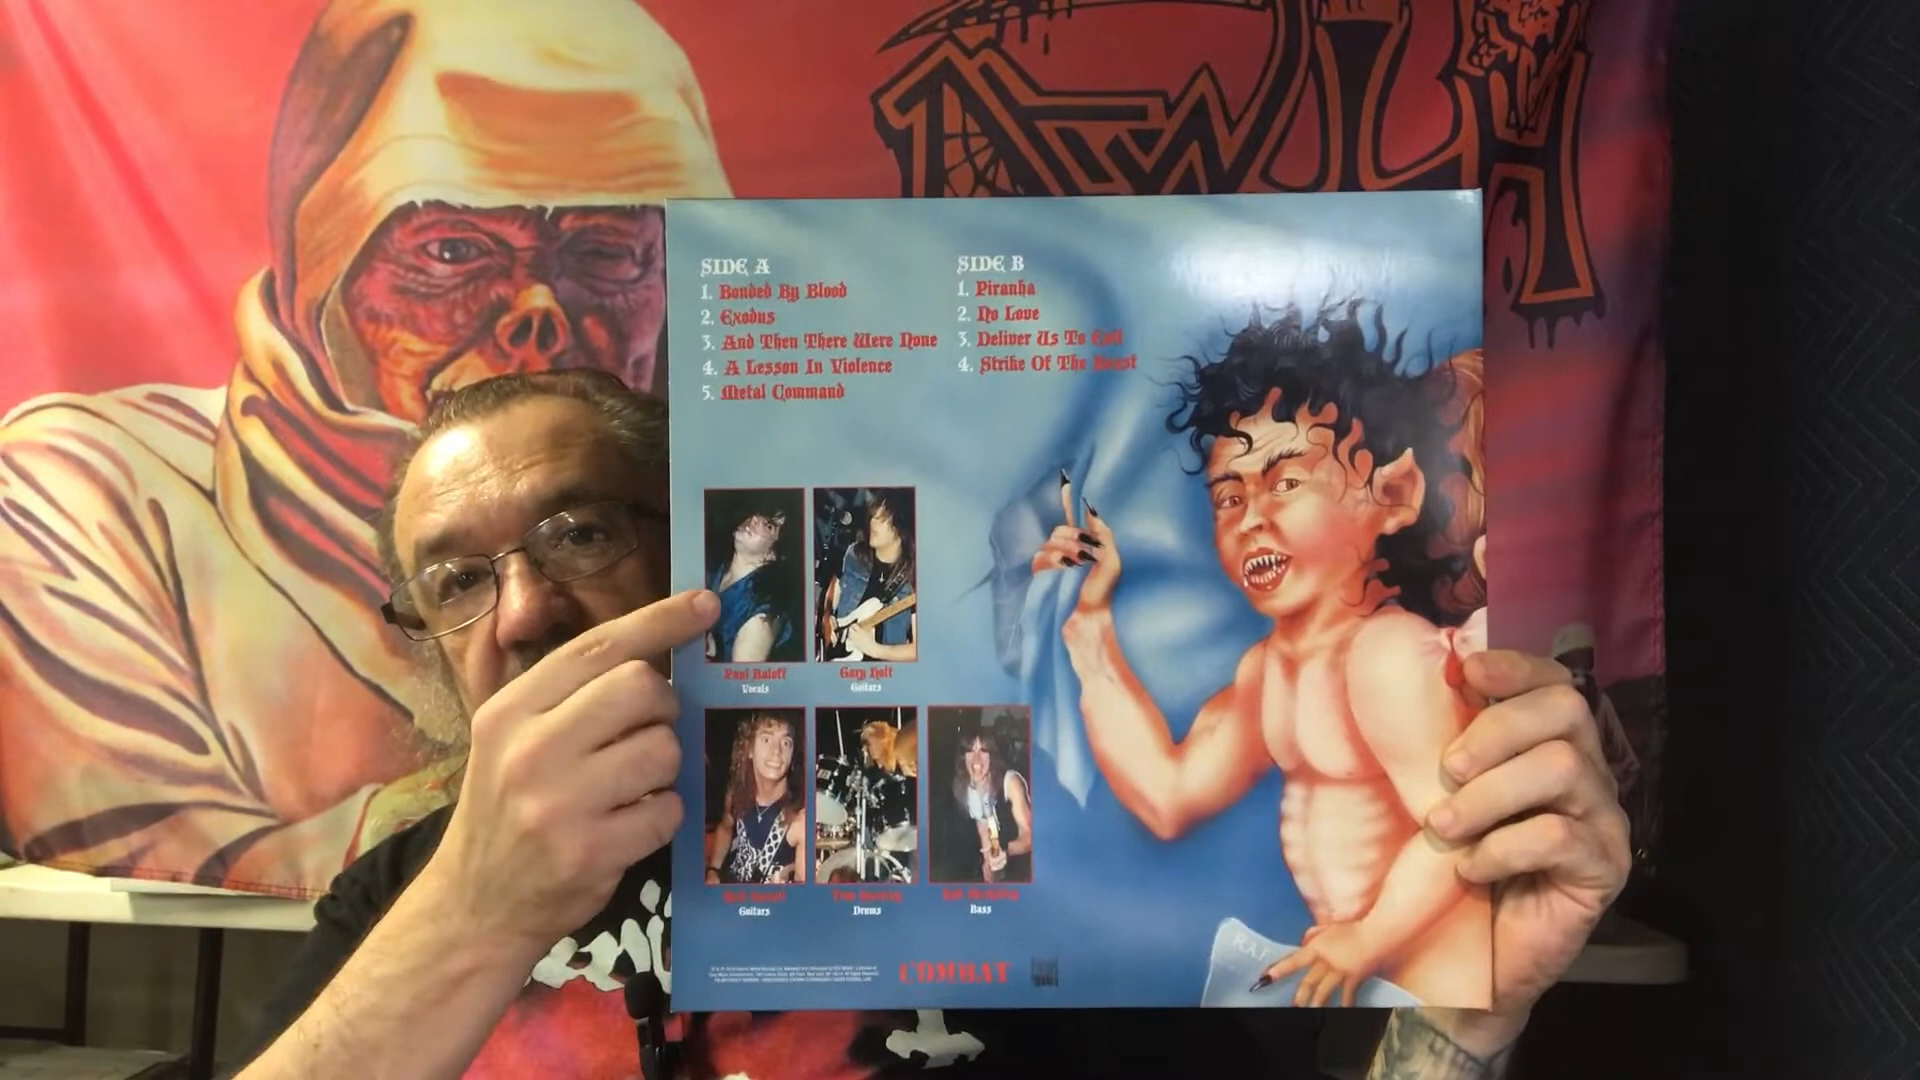 DEATH
SIDE A
1. Bonded By Blood
2. Exodus
3. And Then There Were None
4. A Lesson In Violence
5. Metal Command
SIDE B
1. Piranha
2. No Love
3. Deliver Us To Evil
4. Strike Of The Beast
Paul Baloff
Vocals
Gary Holt
Guitars
Guitars
Drums
Bass
COMBAT
R.A.F.